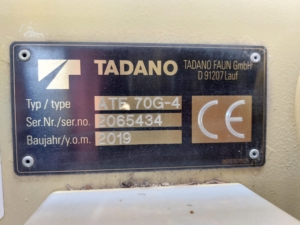 TADANO
TADANO FAUN GmbH
D 91207 Lauf
Typ / type ATF 70G-4
Ser.Nr./ser.no. 2065434
Baujahr/y.o.m. 2019
CE